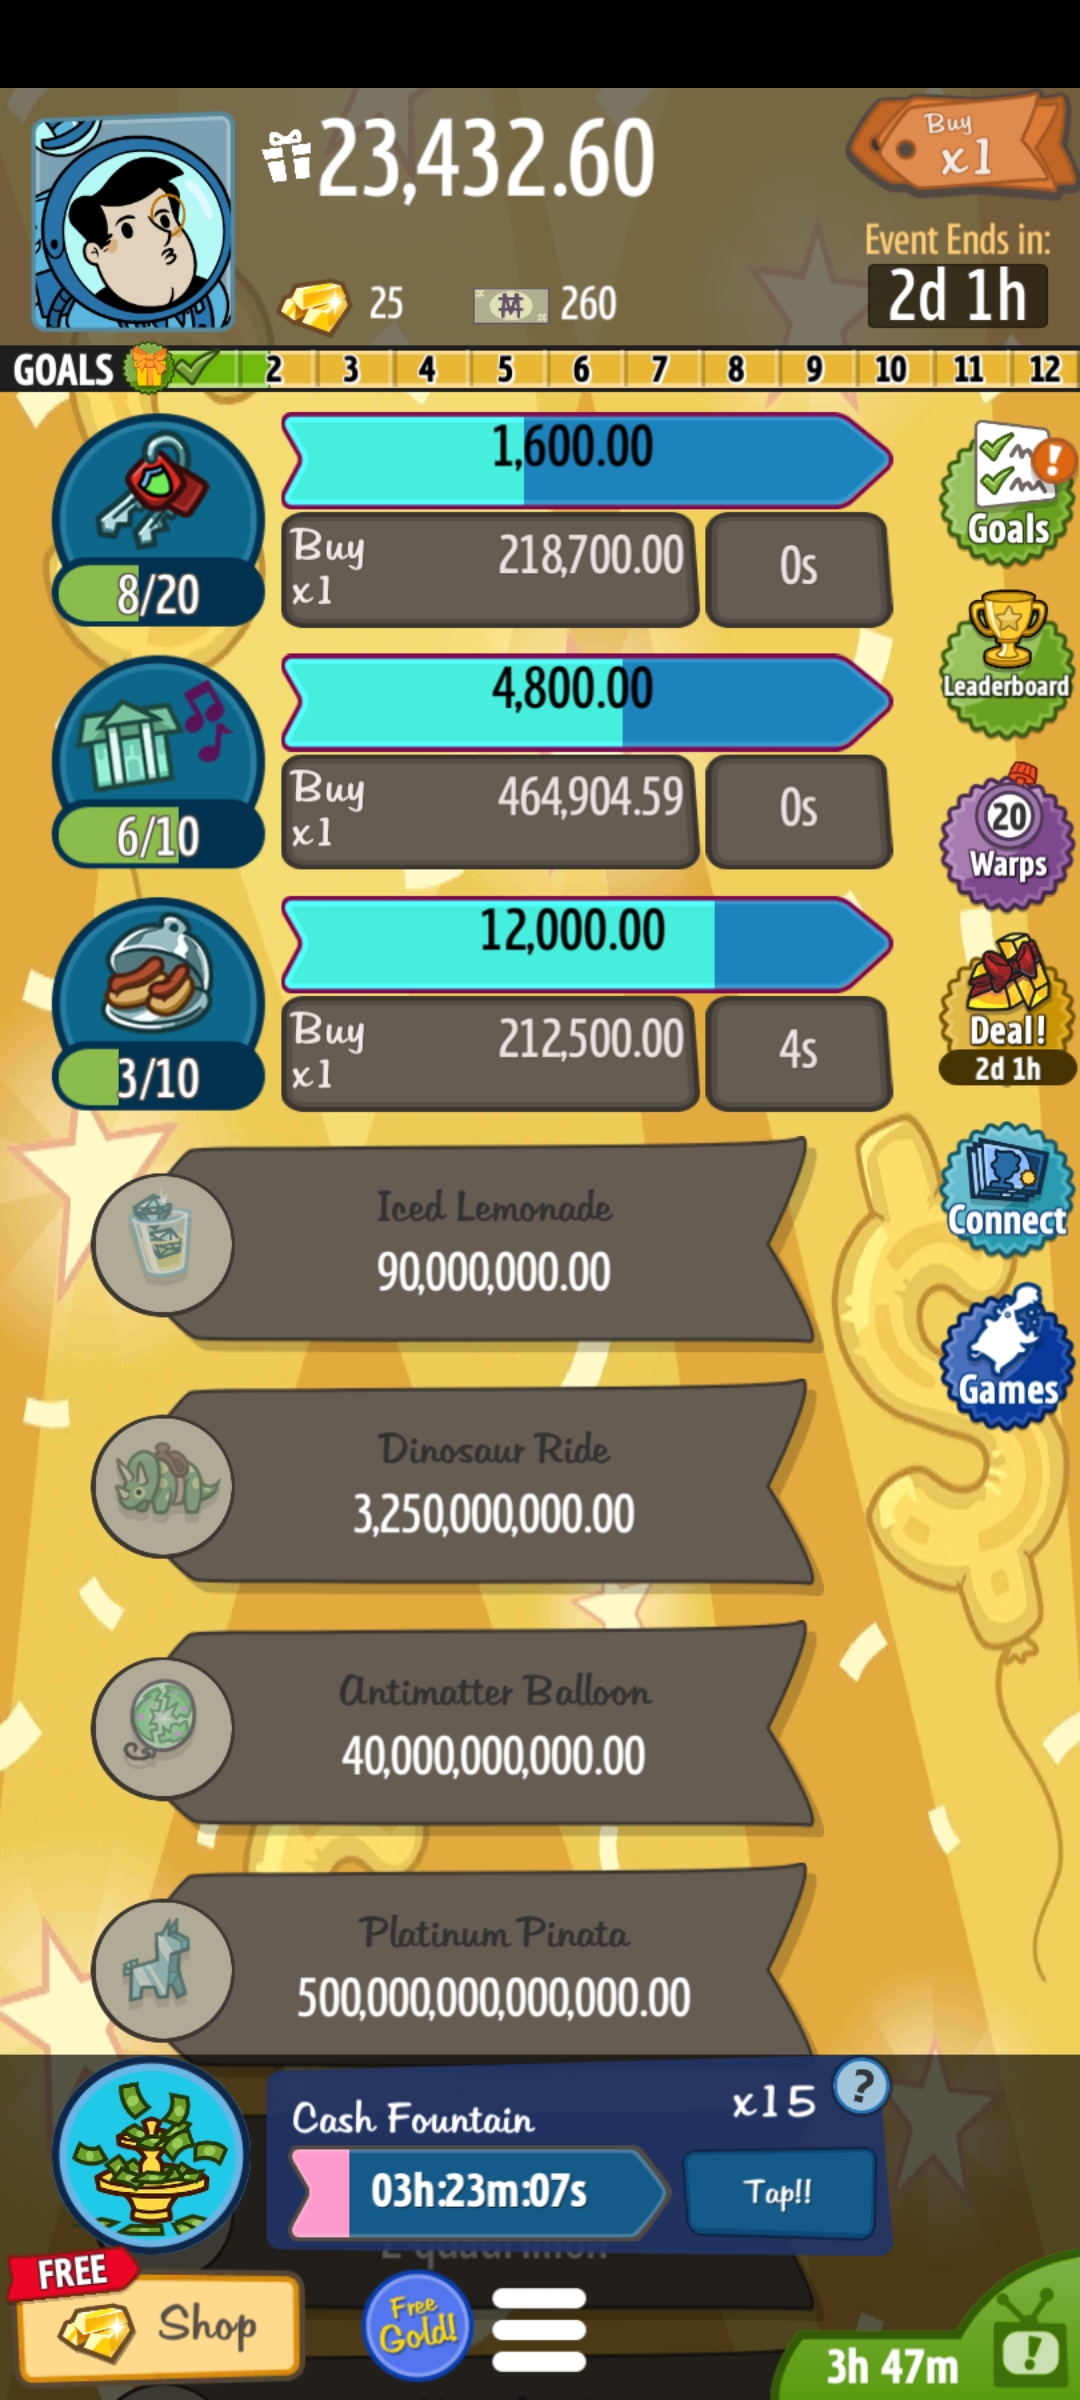 23,432.60
Buy
x1
Event Ends in:
2d 1h
25
260
GOALS 2 3 4 5 6 7 8 9 10 11 12
1,600.00
Buy
x1
218,700.00
0s
8/20
Goals
4,800.00
Buy
x1
464,904.59
0s
6/10
Leaderboard
20
Warps
12,000.00
Buy
x1
212,500.00
4s
3/10
Deal!
2d 1h
Iced Lemonade
90,000,000.00
Connect
Dinosaur Ride
3,250,000,000.00
Games
Antimatter Balloon
40,000,000,000.00
Platinum Pinata
500,000,000,000,000.00
Cash Fountain
x15
?
03h:23m:07s
Tap!!
FREE
Shop
Free
Gold!
3h 47m